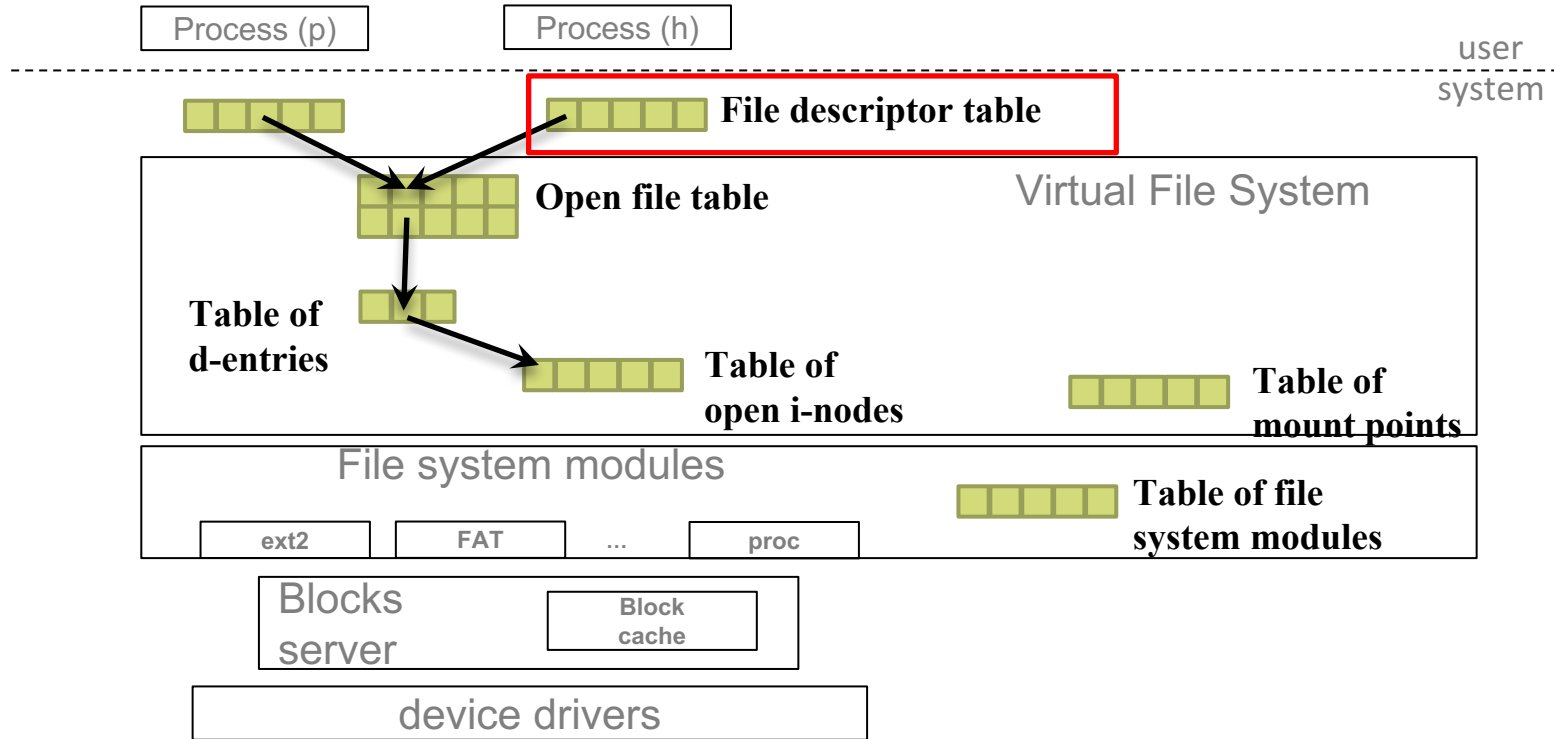 Process (p)
Process (h)
user
system
File descriptor table
Virtual File System
Open file table
Table of
d-entries
Table of
open i-nodes
Table of
mount points
File system modules
Table of file
system modules
ext2
FAT
...
proc
Blocks
server
Block
cache
device drivers